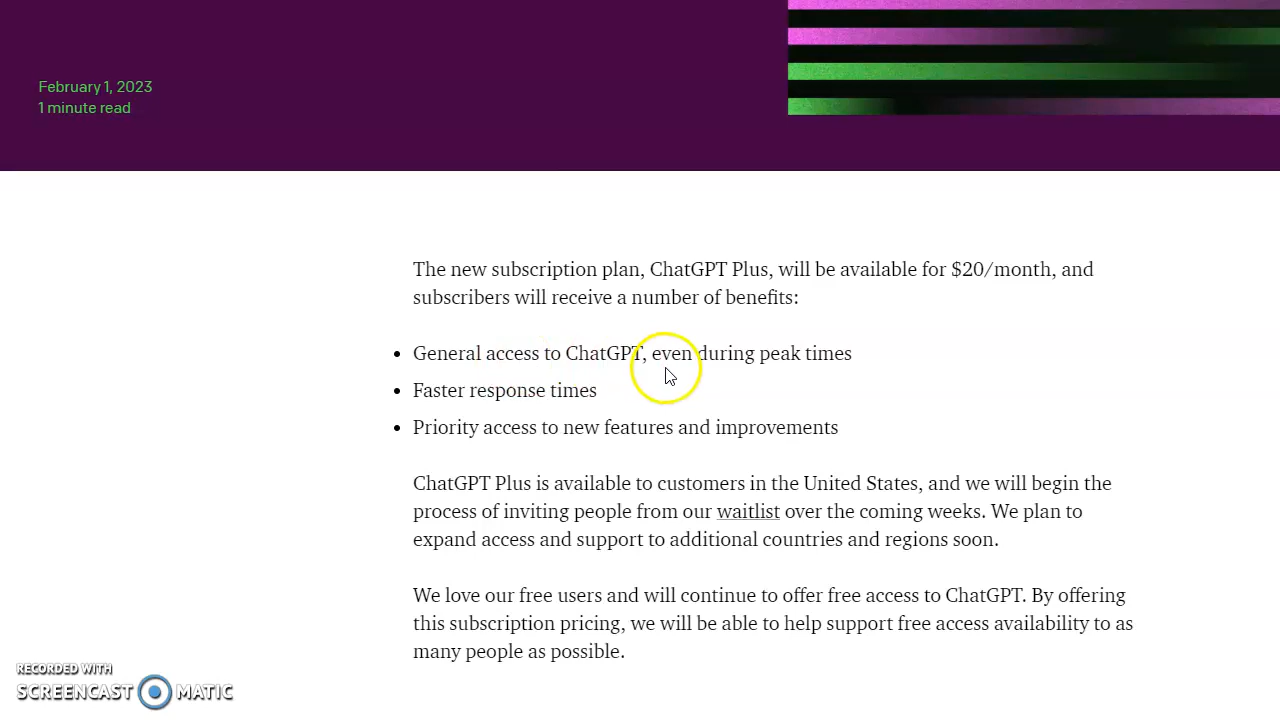 February 1, 2023
1 minute read
The new subscription plan, ChatGPT Plus, will be available for $20/month, and
subscribers will receive a number of benefits:
• General access to ChatGPT, even during peak times
• Faster response times
• Priority access to new features and improvements
ChatGPT Plus is available to customers in the United States, and we will begin the
process of inviting people from our waitlist over the coming weeks. We plan to
expand access and support to additional countries and regions soon.
We love our free users and will continue to offer free access to ChatGPT. By offering
this subscription pricing, we will be able to help support free access availability to as
many people as possible.
RECORDED WITH
SCREENCAST MATIC